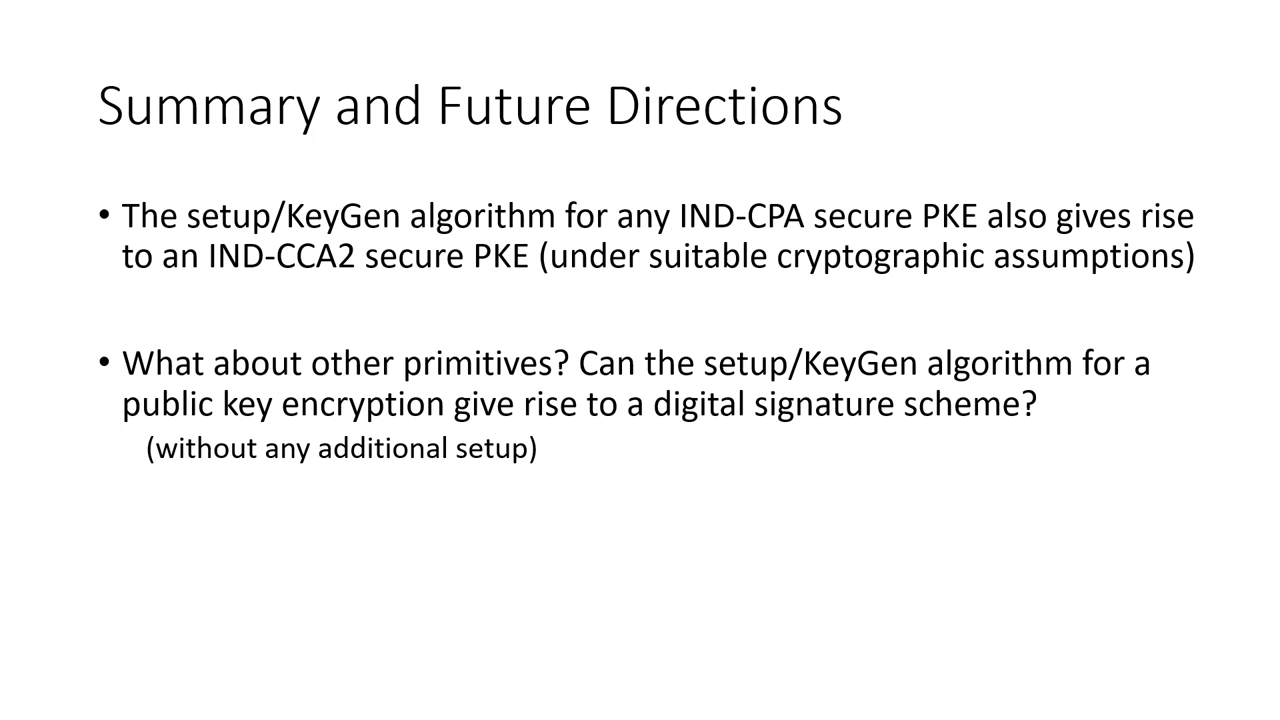 Summary and Future Directions
• The setup/KeyGen algorithm for any IND-CPA secure PKE also gives rise
to an IND-CCA2 secure PKE (under suitable cryptographic assumptions)
• What about other primitives? Can the setup/KeyGen algorithm for a
public key encryption give rise to a digital signature scheme?
(without any additional setup)